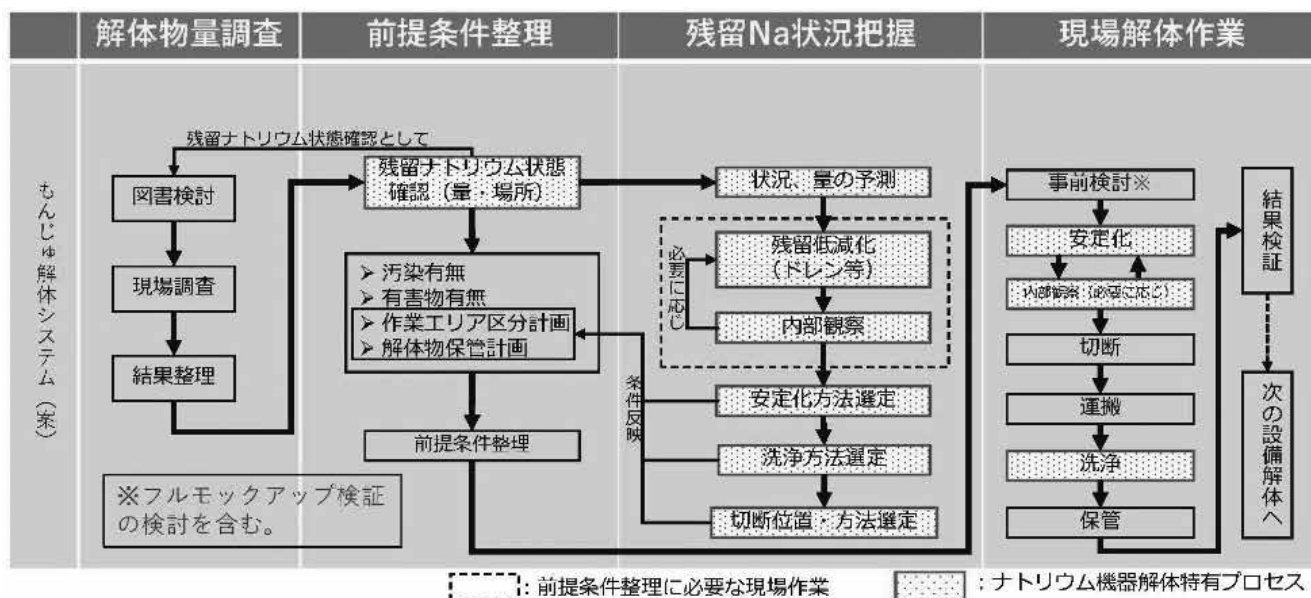 解体物量調査
前提条件整理
残留Na状況把握
現場解体作業
もんじゅ解体システム（案）
残留ナトリウム状態確認として
図書検討
現場調査
結果整理
※フルモックアップ検証
の検討を含む。
残留ナトリウム状態
確認（量・場所）
➢ 汚染有無
➢ 有害物有無
➢ 作業エリア区分計画
➢ 解体物保管計画
前提条件整理
条件反映
状況、量の予測
残留低減化
（ドレン等）
必要に応じ
内部観察
安定化方法選定
洗浄方法選定
切断位置・方法選定
事前検討※
安定化
内部観察（必要に応じ）
切断
運搬
洗浄
保管
結果検証
次の設備解体へ
：前提条件整理に必要な現場作業
：ナトリウム機器解体特有プロセス